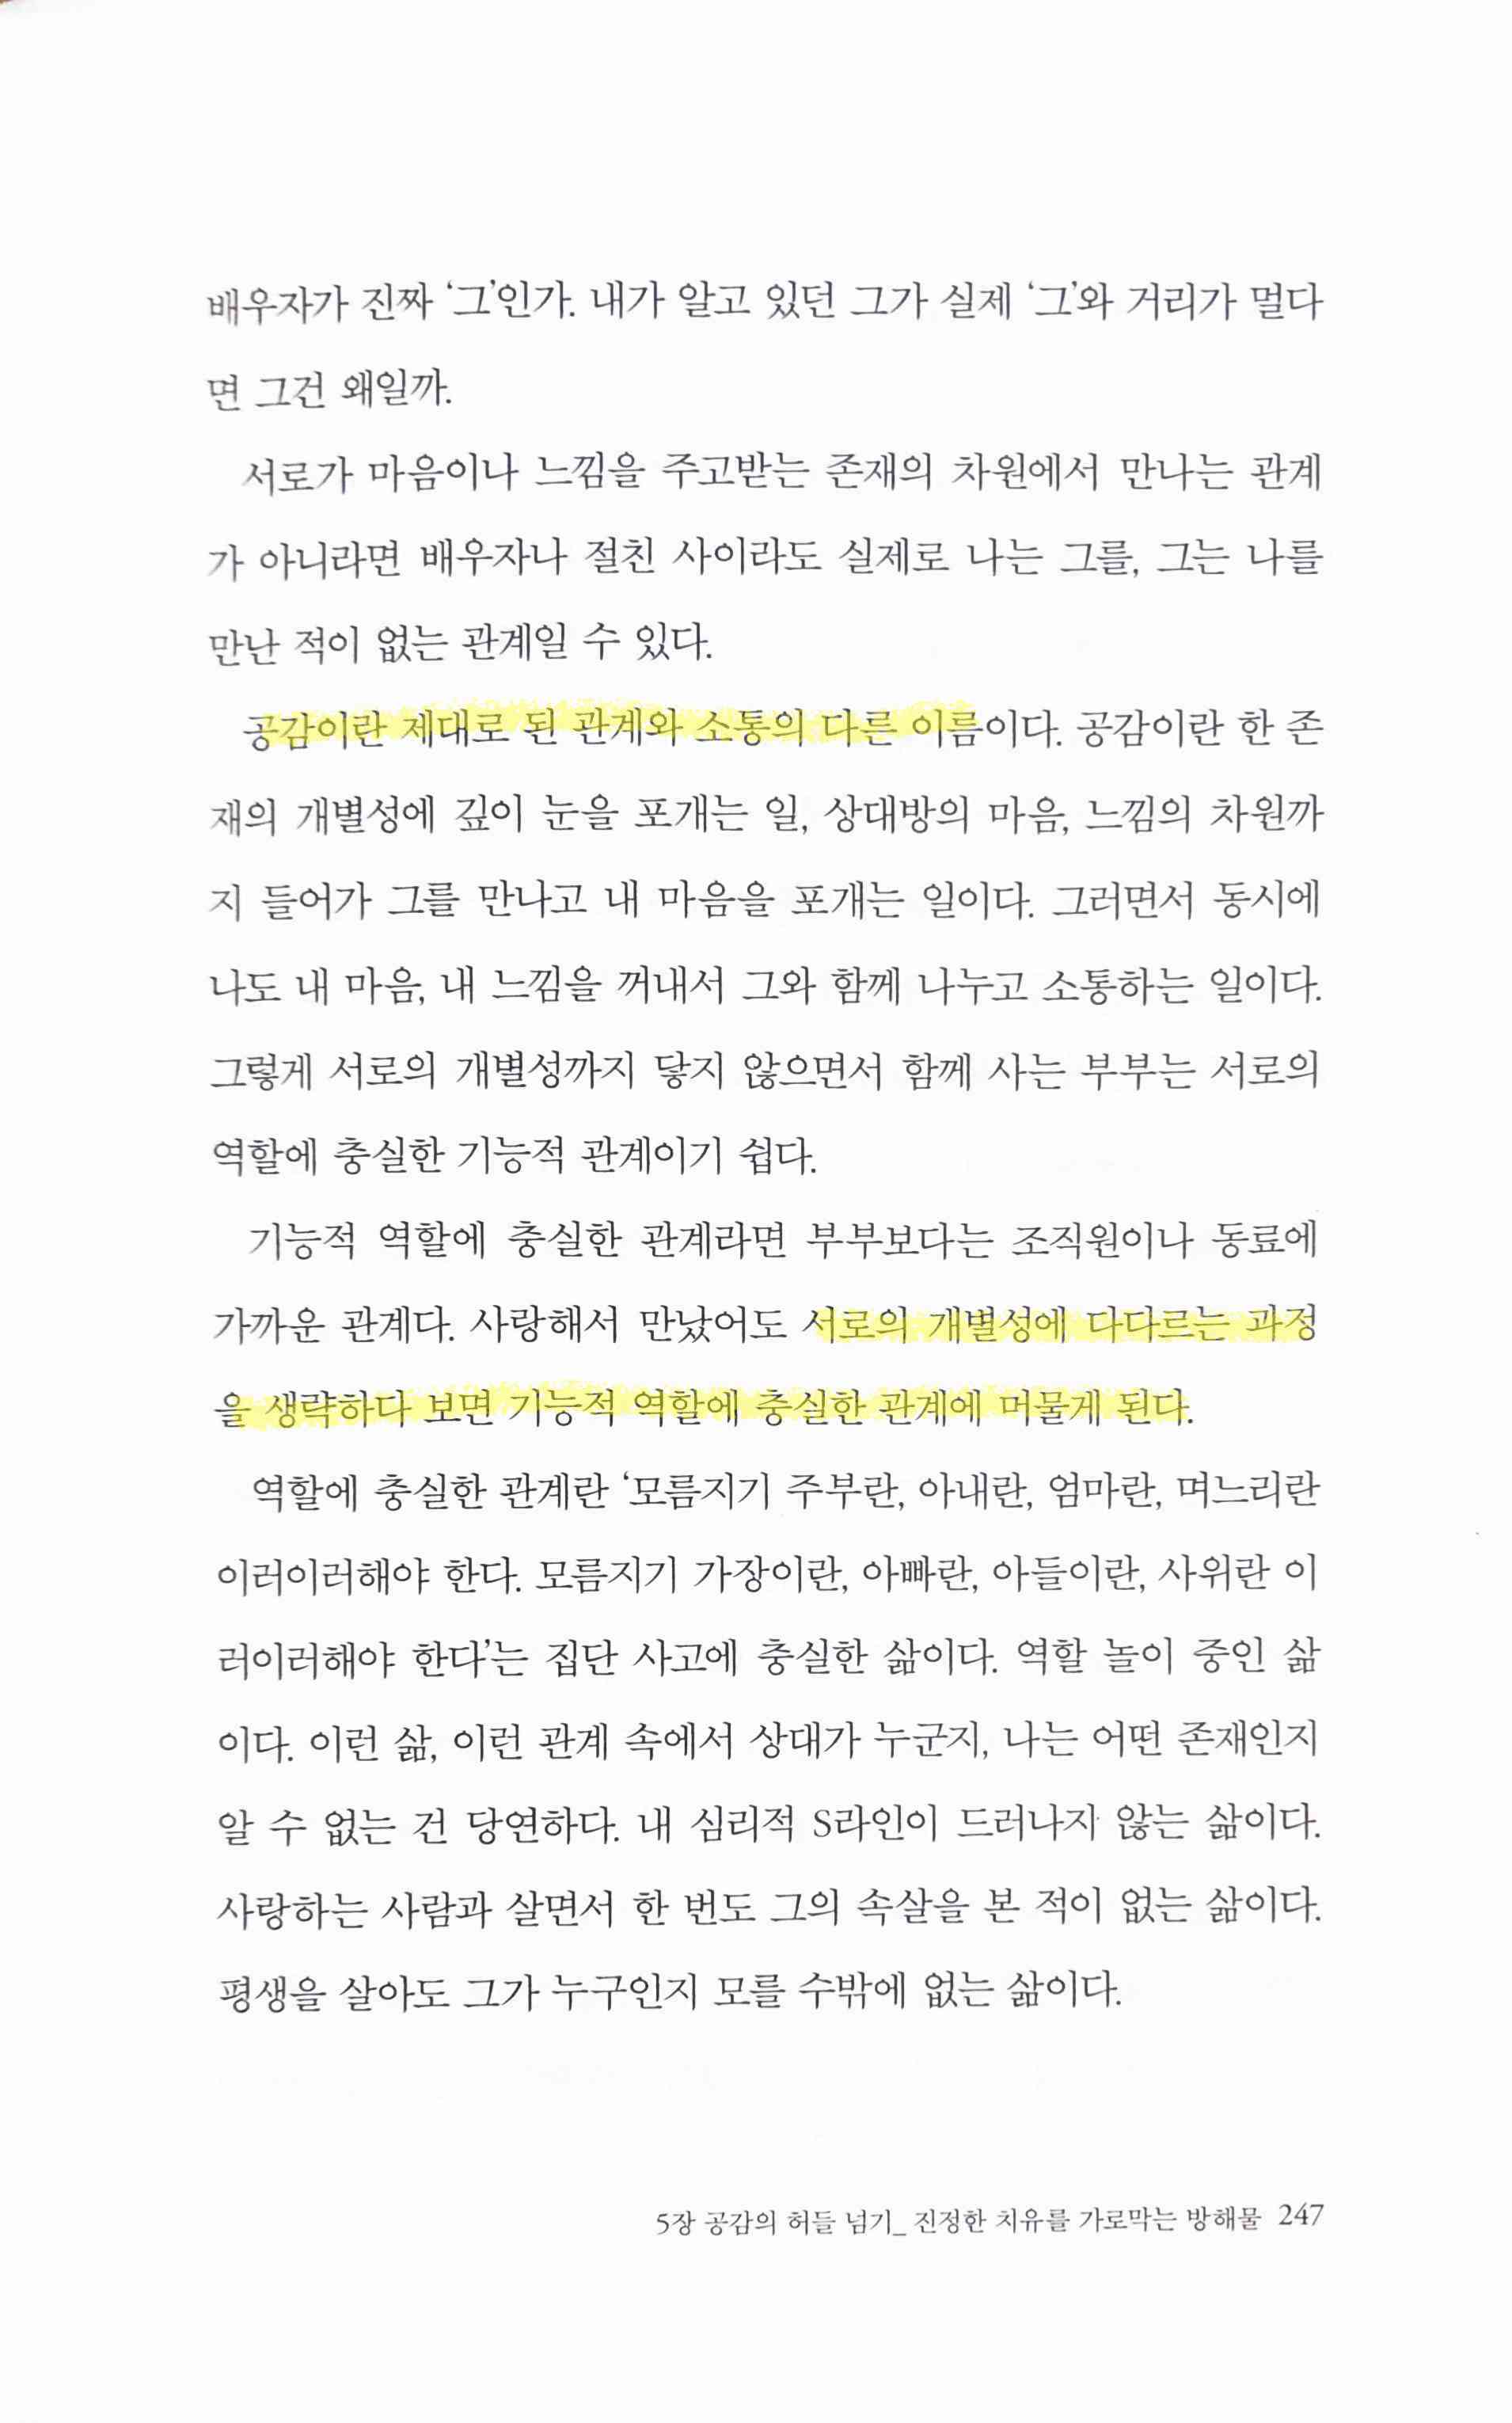 배우자가 진짜 ‘그’인가. 내가 알고 있던 그가 실제 ‘그’와 거리가 멀다
면 그건 왜일까.
서로가 마음이나 느낌을 주고받는 존재의 차원에서 만나는 관계
가 아니라면 배우자나 절친 사이라도 실제로 나는 그를, 그는 나를
만난 적이 없는 관계일 수 있다.
공감이란 제대로 된 관계와 소통의 다른 이름이다. 공감이란 한 존
재의 개별성에 깊이 눈을 포개는 일, 상대방의 마음, 느낌의 차원까
지 들어가 그를 만나고 내 마음을 포개는 일이다. 그러면서 동시에
나도 내 마음, 내 느낌을 꺼내서 그와 함께 나누고 소통하는 일이다.
그렇게 서로의 개별성까지 닿지 않으면서 함께 사는 부부는 서로의
역할에 충실한 기능적 관계이기 쉽다.
기능적 역할에 충실한 관계라면 부부보다는 조직원이나 동료에
가까운 관계다. 사랑해서 만났어도 서로의 개별성에 다다르는 과정
을 생략하다 보면 기능적 역할에 충실한 관계에 머물게 된다.
역할에 충실한 관계란 ‘모름지기 주부란, 아내란, 엄마란, 며느리란
이러이러해야 한다. 모름지기 가장이란, 아빠란, 아들이란, 사위란 이
러이러해야 한다’는 집단 사고에 충실한 삶이다. 역할 놀이 중인 삶
이다. 이런 삶, 이런 관계 속에서 상대가 누군지, 나는 어떤 존재인지
알 수 없는 건 당연하다. 내 심리적 S라인이 드러나지 않는 삶이다.
사랑하는 사람과 살면서 한 번도 그의 속살을 본 적이 없는 삶이다.
평생을 살아도 그가 누구인지 모를 수밖에 없는 삶이다.
5장 공감의 허들 넘기_ 진정한 치유를 가로막는 방해물 247